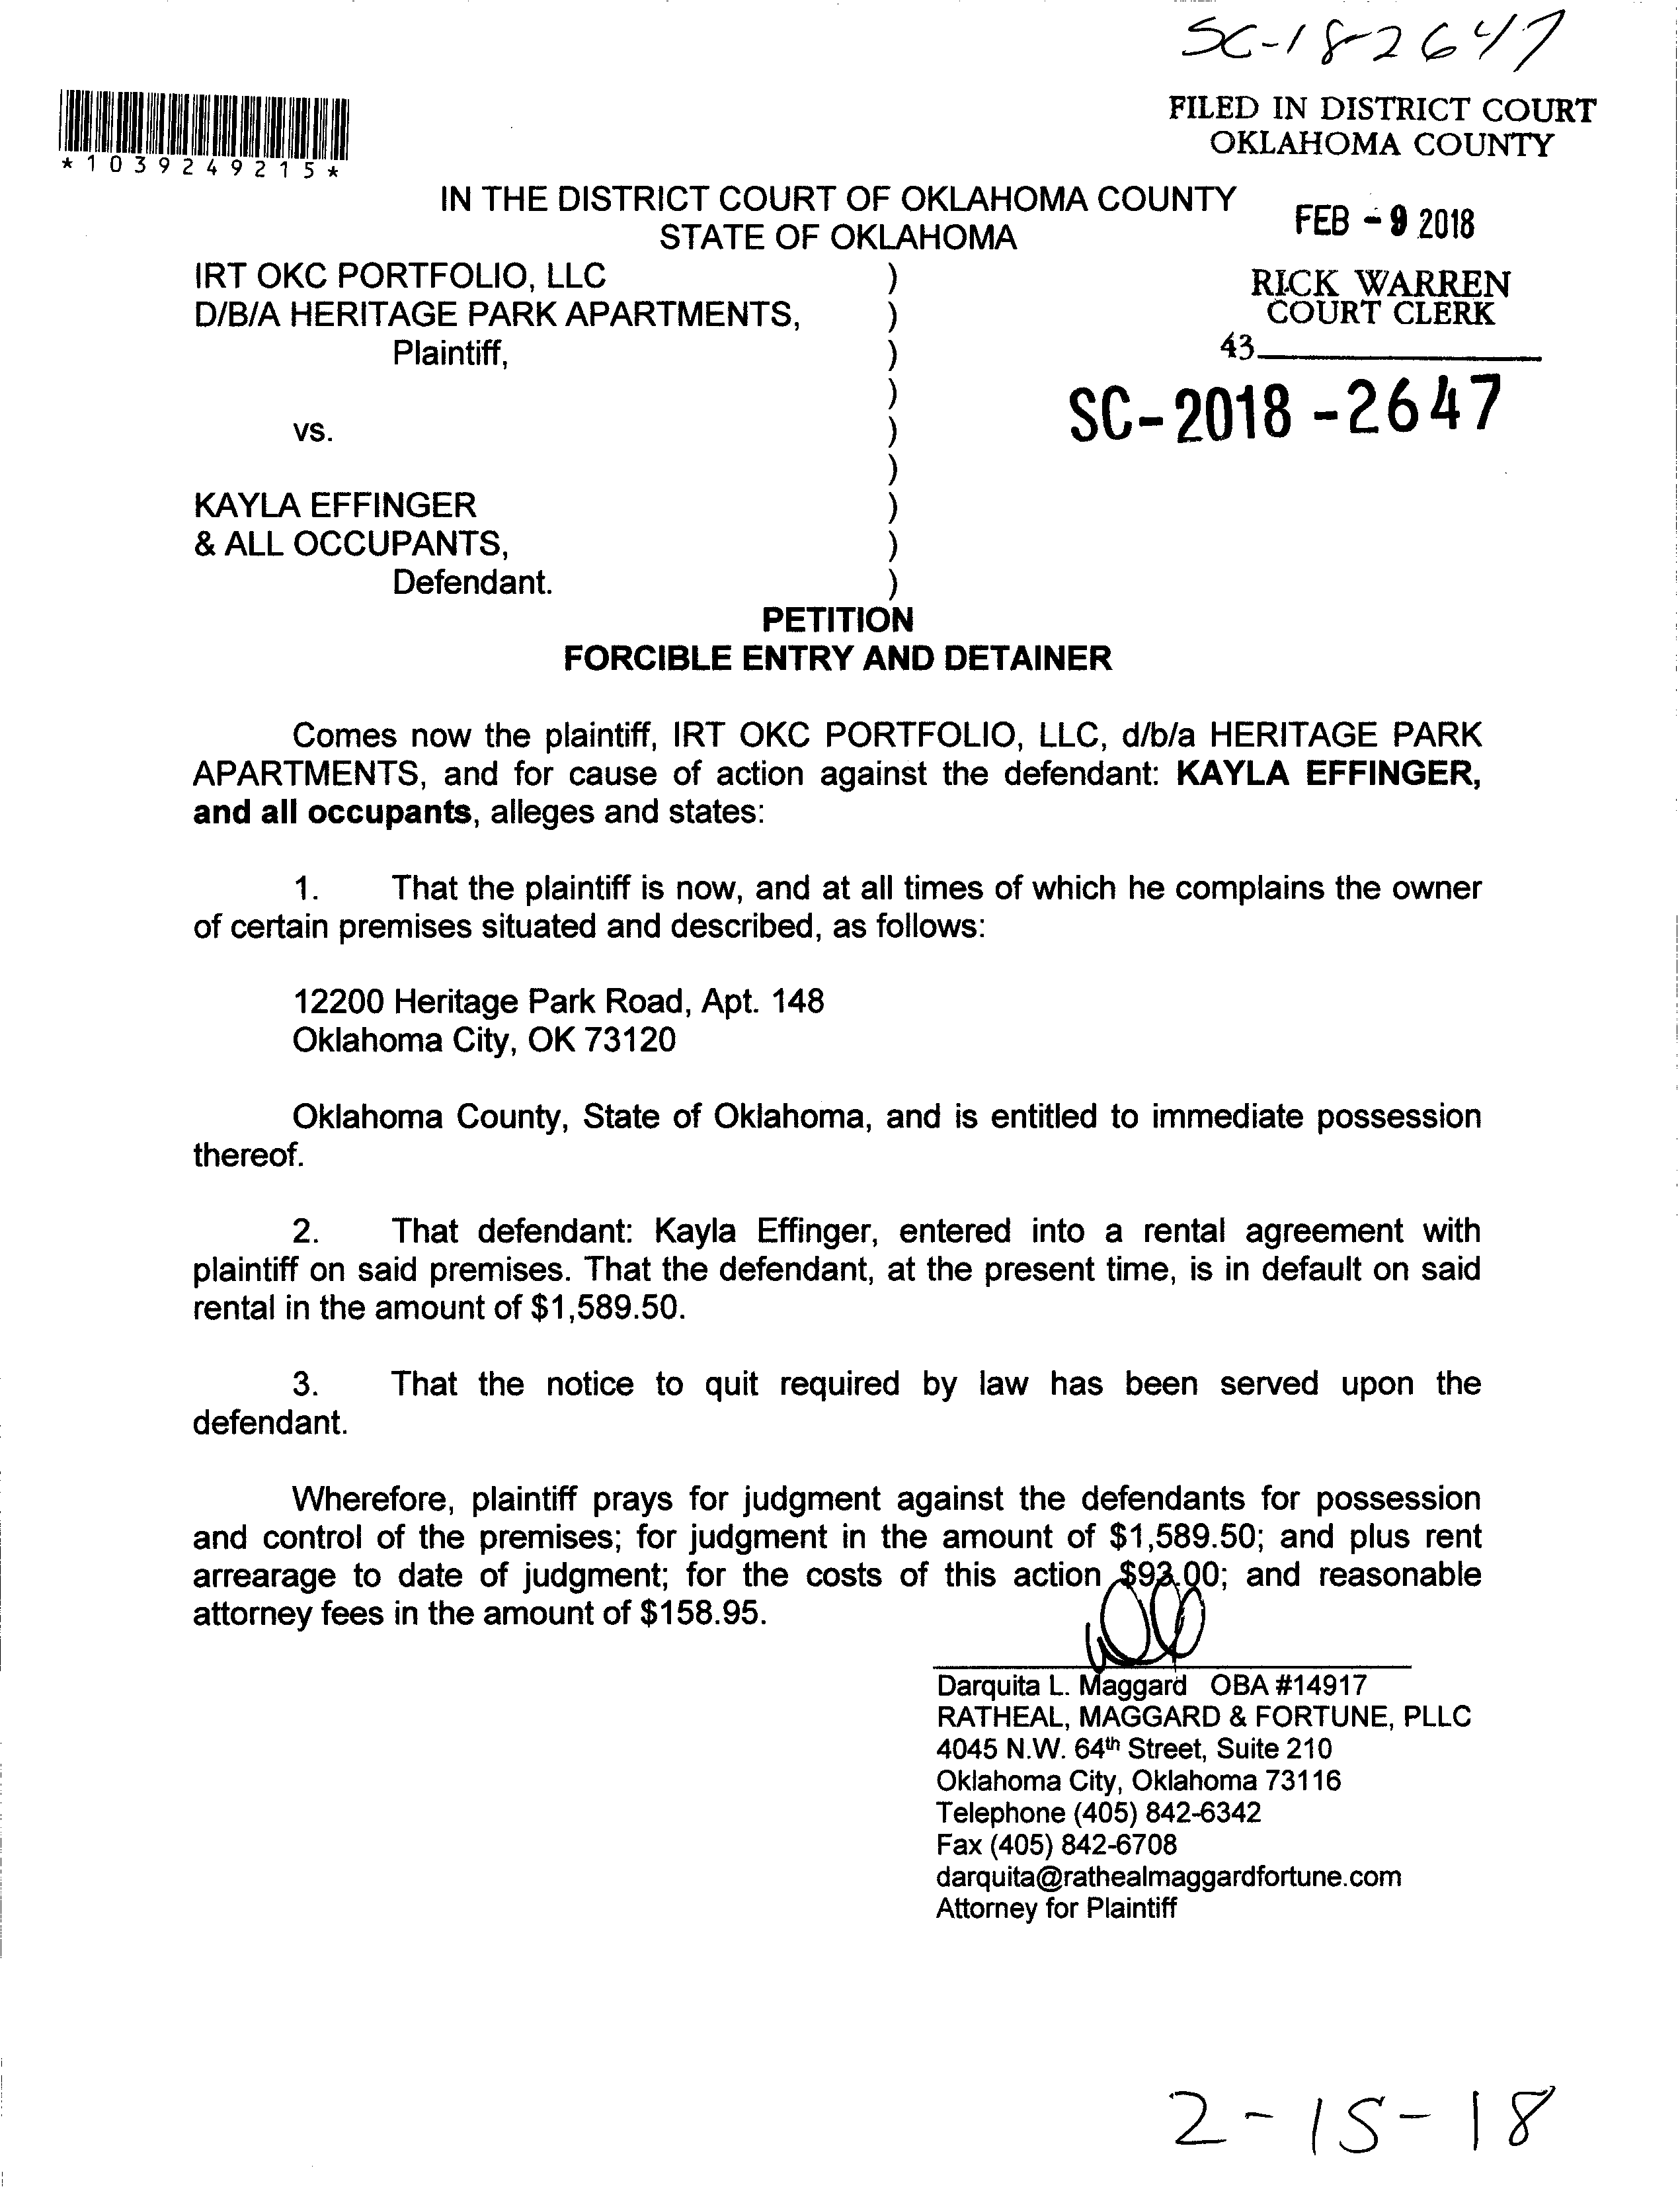 SC-18-2647
FILED IN DISTRICT COURT
OKLAHOMA COUNTY
*1039249215*
IN THE DISTRICT COURT OF OKLAHOMA COUNTY
STATE OF OKLAHOMA
FEB - 9 2018
IRT OKC PORTFOLIO, LLC )
D/B/A HERITAGE PARK APARTMENTS, )
Plaintiff, )
RICK WARREN
COURT CLERK
43
)
vs. )
)
SC-2018-2647
KAYLA EFFINGER )
& ALL OCCUPANTS, )
Defendant. )
PETITION
FORCIBLE ENTRY AND DETAINER
Comes now the plaintiff, IRT OKC PORTFOLIO, LLC, d/b/a HERITAGE PARK
APARTMENTS, and for cause of action against the defendant: KAYLA EFFINGER,
and all occupants, alleges and states:
1. That the plaintiff is now, and at all times of which he complains the owner
of certain premises situated and described, as follows:
12200 Heritage Park Road, Apt. 148
Oklahoma City, OK 73120
Oklahoma County, State of Oklahoma, and is entitled to immediate possession
thereof.
2. That defendant: Kayla Effinger, entered into a rental agreement with
plaintiff on said premises. That the defendant, at the present time, is in default on said
rental in the amount of $1,589.50.
3. That the notice to quit required by law has been served upon the
defendant.
Wherefore, plaintiff prays for judgment against the defendants for possession
and control of the premises; for judgment in the amount of $1,589.50; and plus rent
arrearage to date of judgment; for the costs of this action $93.00; and reasonable
attorney fees in the amount of $158.95.
Darquita L. Maggard OBA #14917
RATHEAL, MAGGARD & FORTUNE, PLLC
4045 N.W. 64th Street, Suite 210
Oklahoma City, Oklahoma 73116
Telephone (405) 842-6342
Fax (405) 842-6708
darquita@rathealmaggardfortune.com
Attorney for Plaintiff
2-15-18